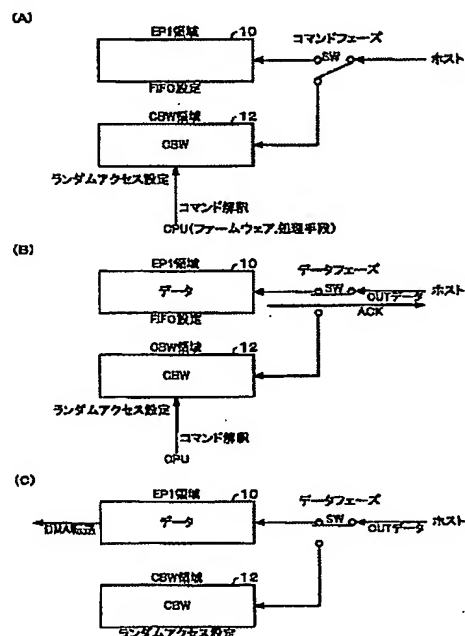 (A)
EP1領域 10 コマンドフェーズ
SW ホスト
FIFO設定
CBW領域 12
CBW
ランダムアクセス設定
コマンド解釈
CPU(ファームウェア,処理手段)
(B)
EP1領域 10 データフェーズ
データ SW ホスト
OUTデータ
FIFO設定 ACK
CBW領域 12
CBW
ランダムアクセス設定
コマンド解釈
CPU
(C)
EP1領域 10 データフェーズ
データ SW ホスト
OUTデータ
CBW領域 12
CBW
ランダムアクセス設定